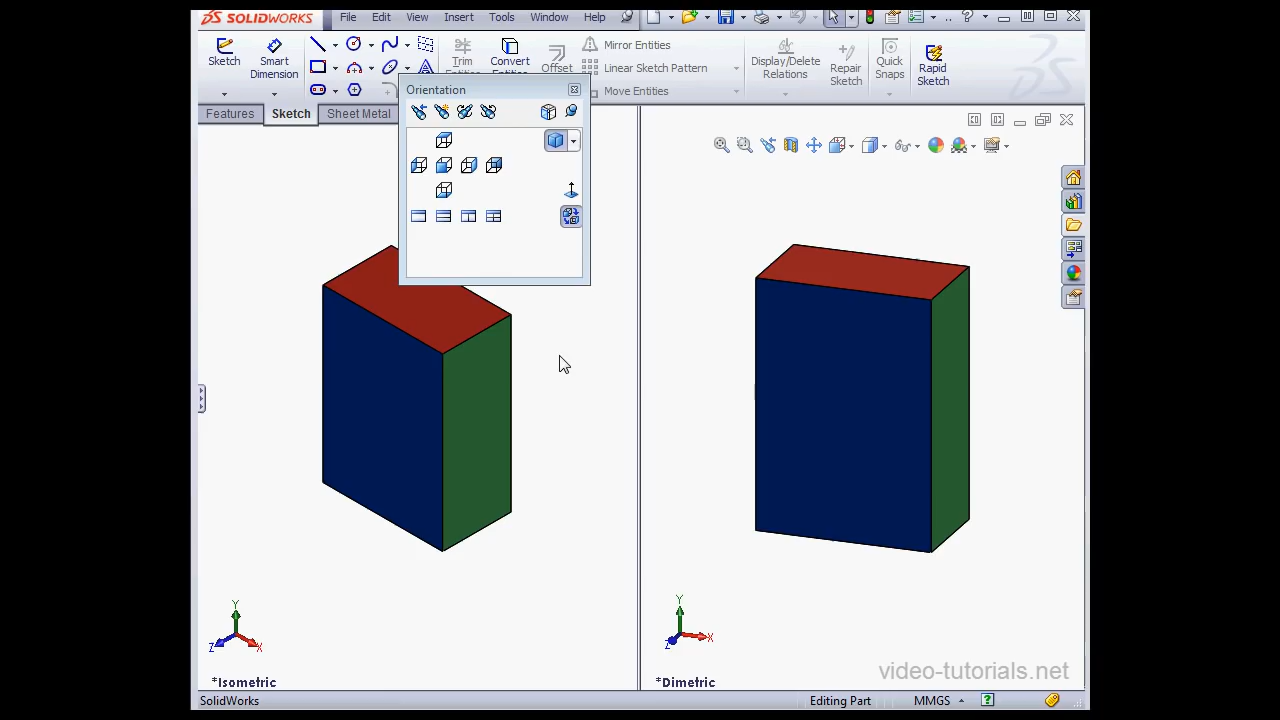 SOLIDWORKS File Edit View Insert Tools Window Help
Sketch Smart Dimension Trim Convert Offset Mirror Entities Linear Sketch Pattern Move Entities Display/Delete Relations Repair Sketch Quick Snaps Rapid Sketch
Features Sketch Sheet Metal
Orientation
Y
Z
X
Y
Z
X
*Isometric
*Dimetric
video-tutorials.net
SolidWorks Editing Part MMGS